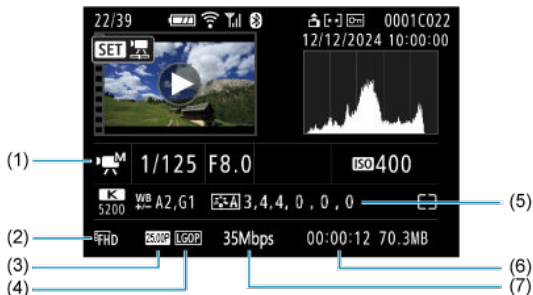 22/39 0001C022
SET 12/12/2024 10:00:00
(1) M 1/125 F8.0 ISO 400
K 5200 WB +/- A2,G1 A 3,4,4, 0 , 0 , 0 (5)
(2) FHD 25.00P LGOP 35Mbps 00:00:12 70.3MB
(3) (4) (7) (6)